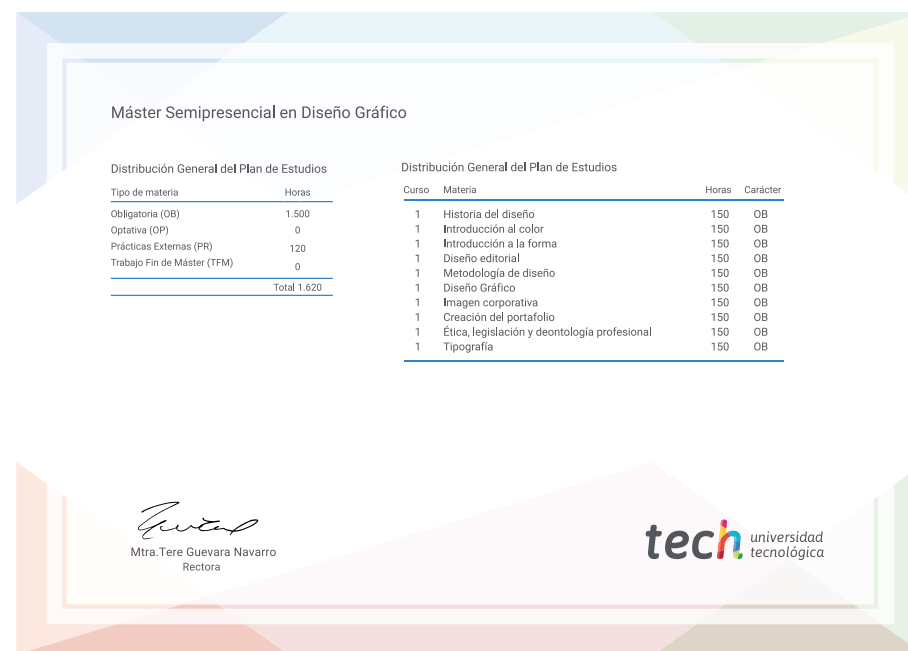 Máster Semipresencial en Diseño Gráfico
Distribución General del Plan de Estudios
Tipo de materia Horas
Obligatoria (OB) 1.500
Optativa (OP) 0
Prácticas Externas (PR) 120
Trabajo Fin de Máster (TFM) 0
Total 1.620
Distribución General del Plan de Estudios
Curso Materia Horas Carácter
1 Historia del diseño 150 OB
1 Introducción al color 150 OB
1 Introducción a la forma 150 OB
1 Diseño editorial 150 OB
1 Metodología de diseño 150 OB
1 Diseño Gráfico 150 OB
1 Imagen corporativa 150 OB
1 Creación del portafolio 150 OB
1 Ética, legislación y deontología profesional 150 OB
1 Tipografía 150 OB
Mtra.Tere Guevara Navarro
Rectora
tech universidad
tecnológica